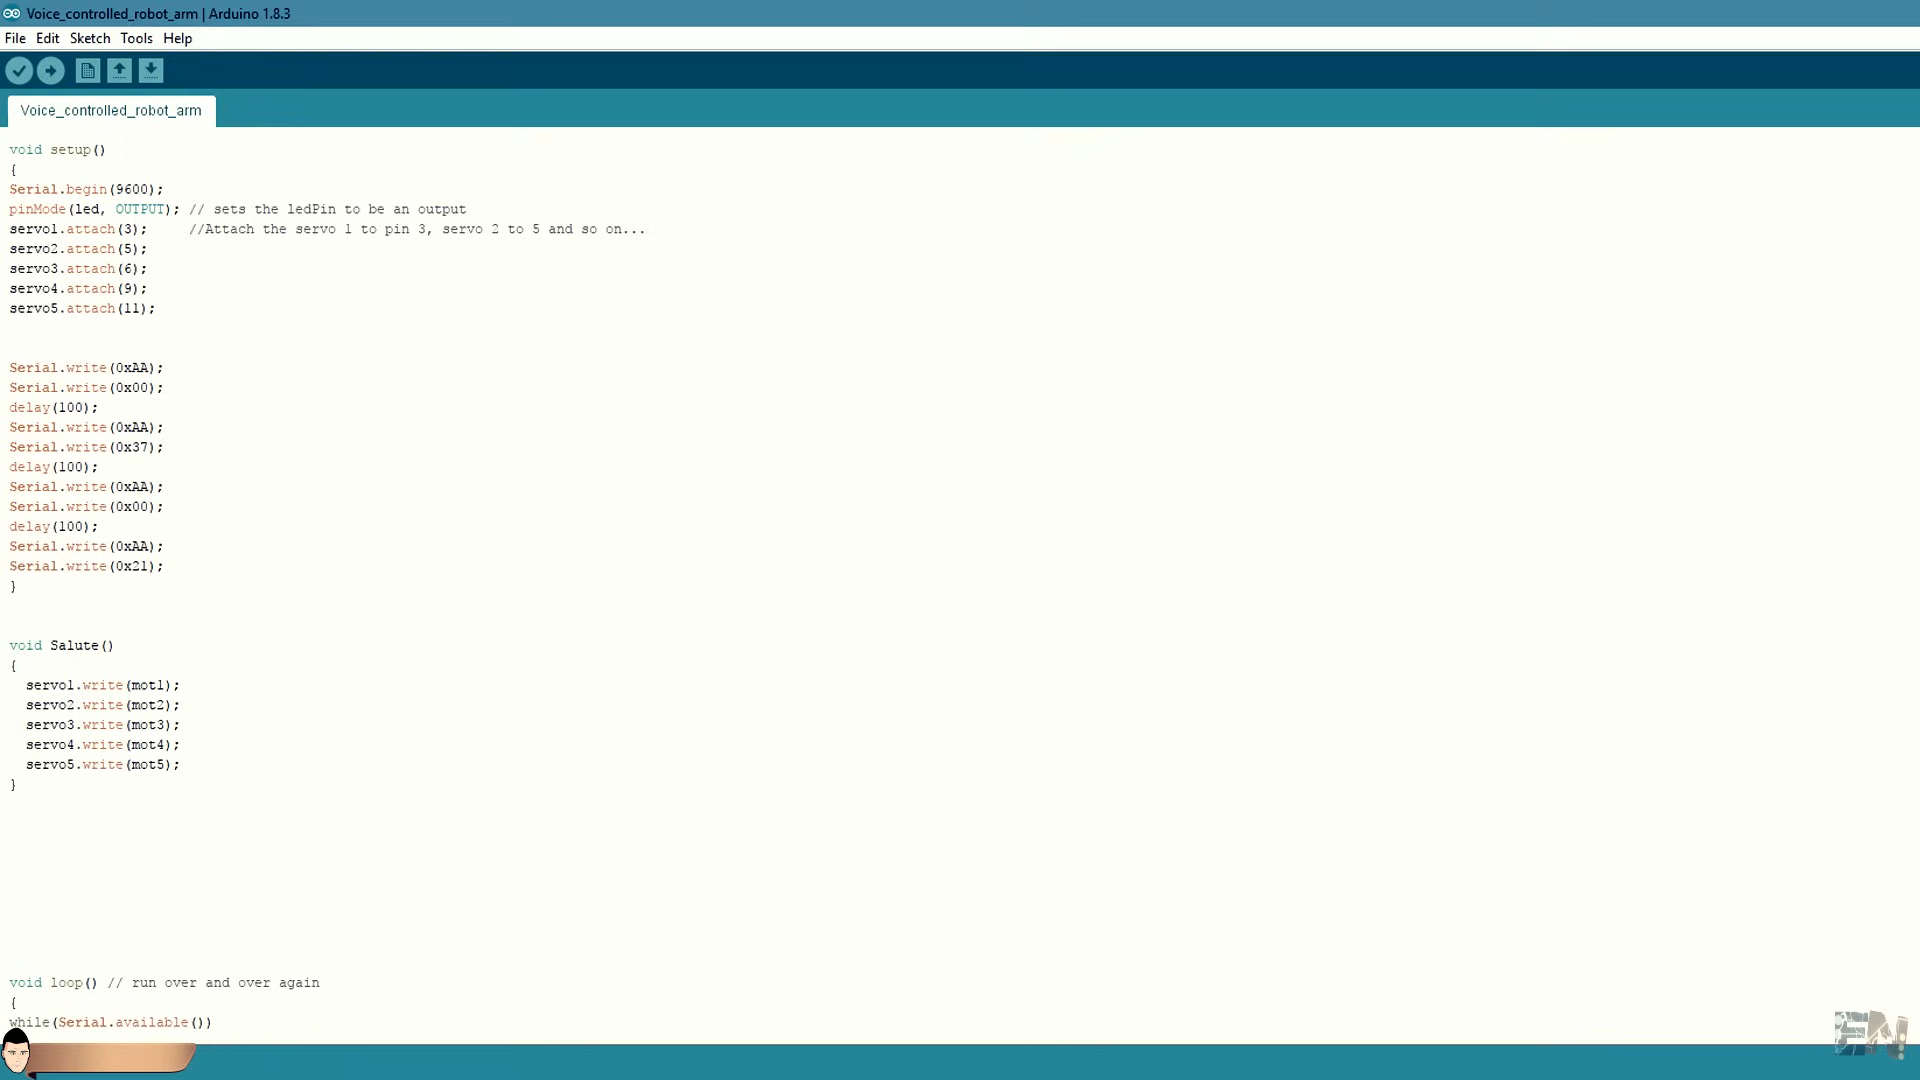 Voice_controlled_robot_arm | Arduino 1.8.3
File Edit Sketch Tools Help
Voice_controlled_robot_arm
void setup()
{
Serial.begin(9600);
pinMode(led, OUTPUT); // sets the ledPin to be an output
servo1.attach(3);     //Attach the servo 1 to pin 3, servo 2 to 5 and so on...
servo2.attach(5);
servo3.attach(6);
servo4.attach(9);
servo5.attach(11);
Serial.write(0xAA);
Serial.write(0x00);
delay(100);
Serial.write(0xAA);
Serial.write(0x37);
delay(100);
Serial.write(0xAA);
Serial.write(0x00);
delay(100);
Serial.write(0xAA);
Serial.write(0x21);
}
void Salute()
{
  servo1.write(mot1);
  servo2.write(mot2);
  servo3.write(mot3);
  servo4.write(mot4);
  servo5.write(mot5);
}
void loop() // run over and over again
{
while(Serial.available())
EN